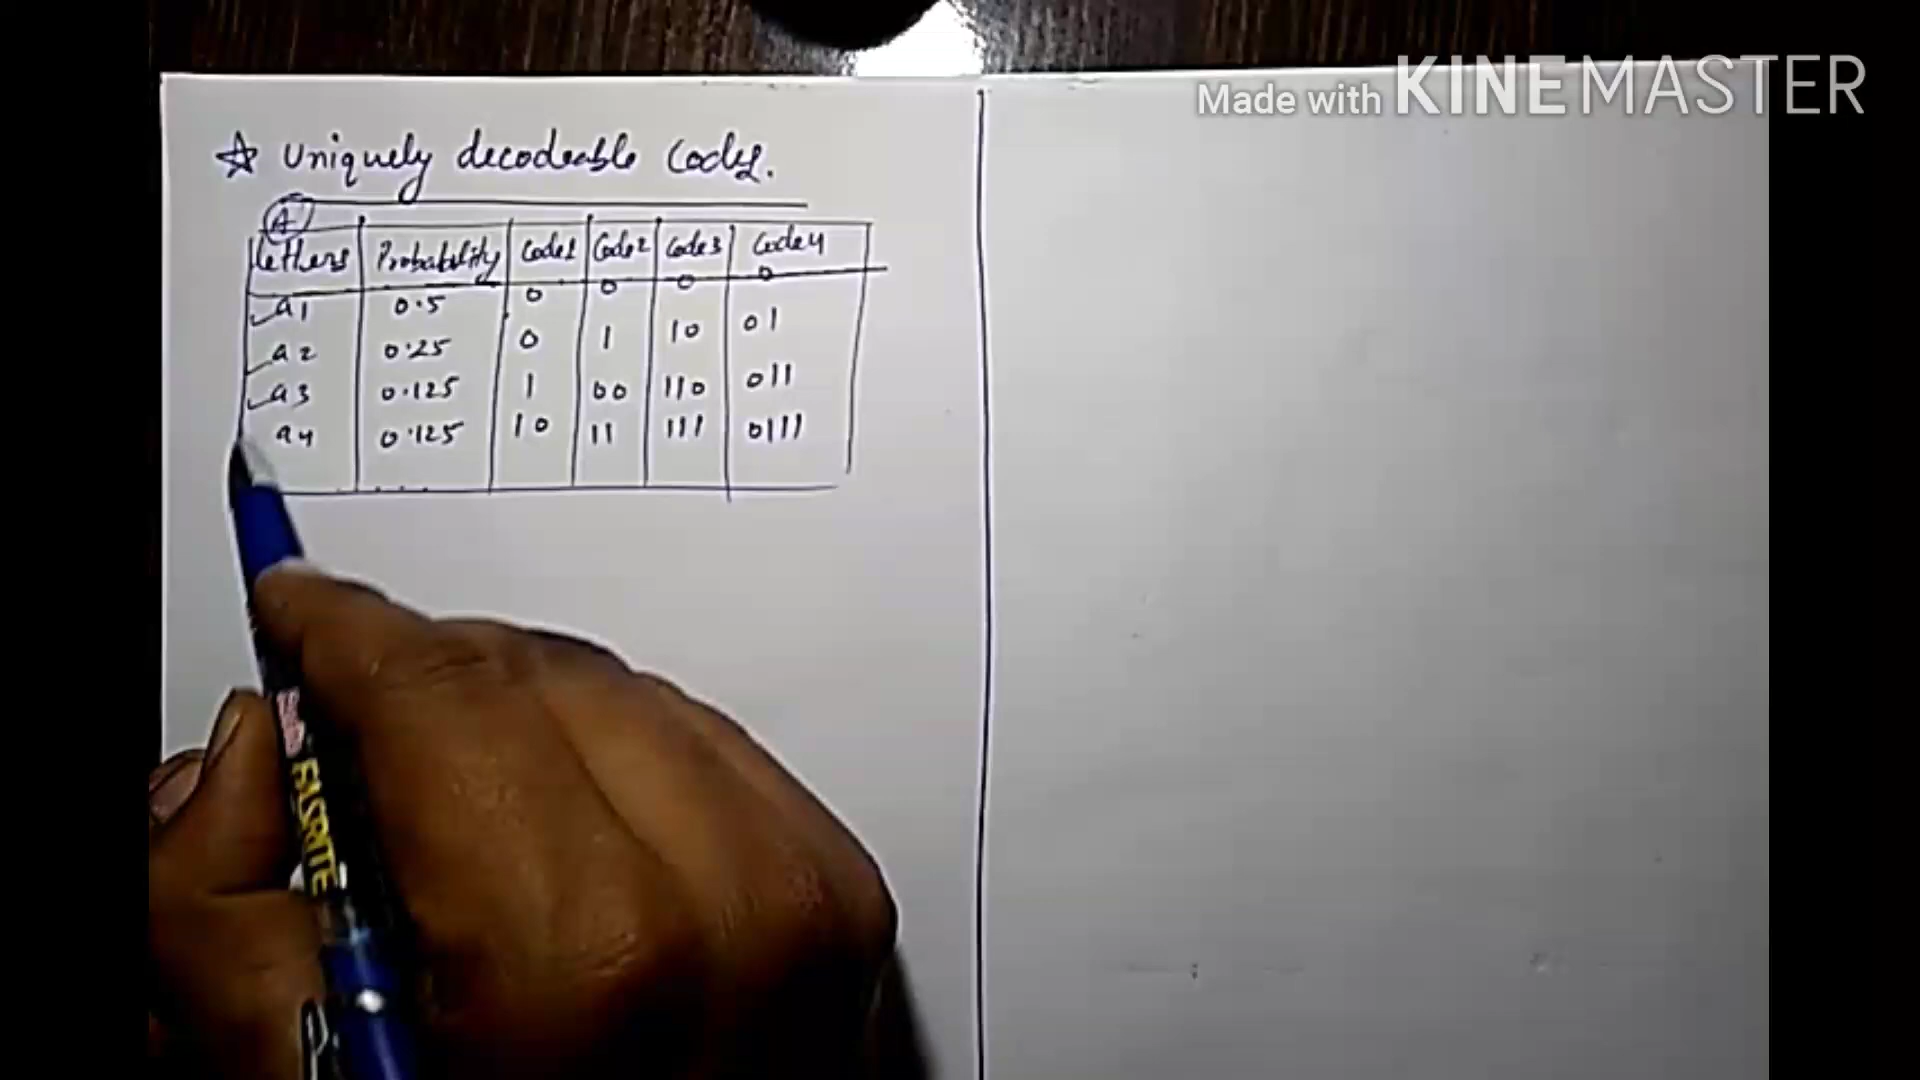 Made with KINEMASTER
☆ Uniquely decodeable Codes.
A
letters Probability Code1 Code2 Code3 Code4
a1 0.5 0 0 0 0
a2 0.25 0 1 10 01
a3 0.125 1 00 110 011
a4 0.125 10 11 111 0111
FASRITE